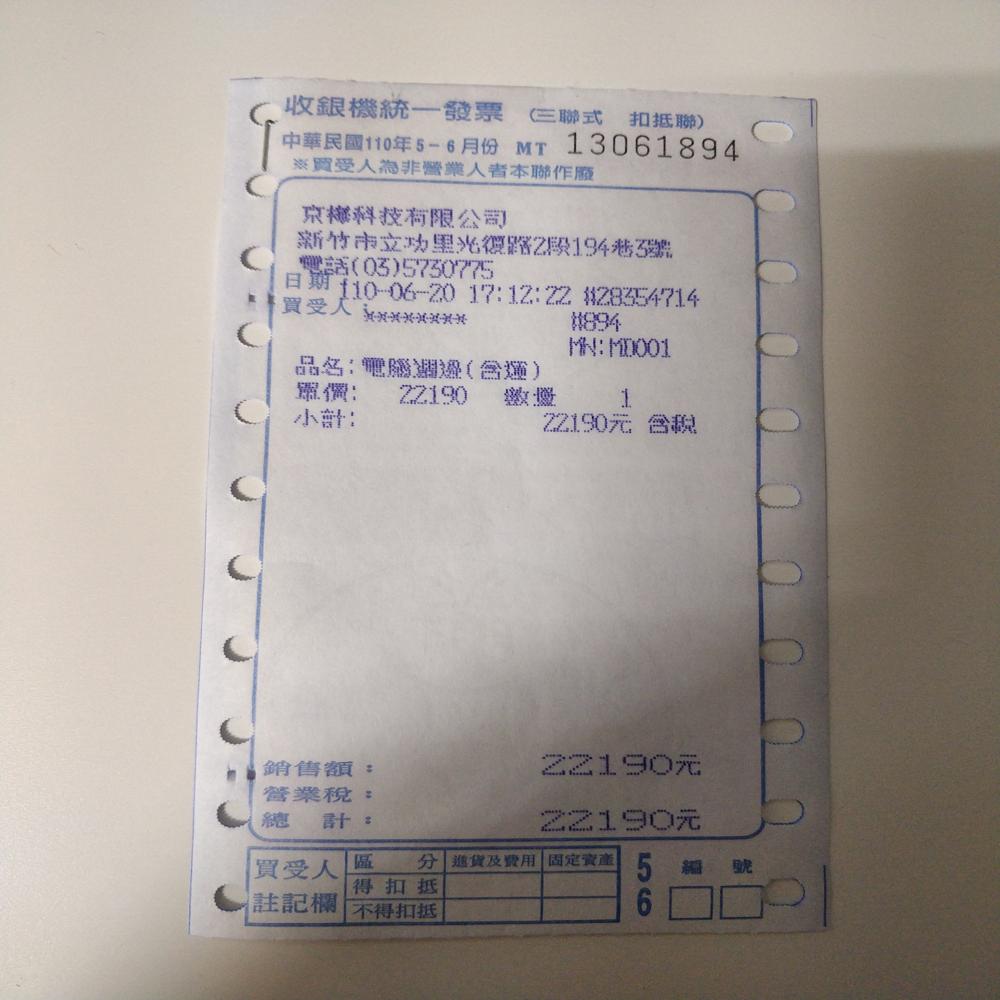 收銀機統一發票 (三聯式 扣抵聯)
中華民國110年5-6月份 MT 13061894
※買受人為非營業人者本聯作廢
京樺科技有限公司
新竹市立功里光復路2段194巷3號
電話(03)5730775
日期:110-06-20 17:12:22 #28354714
買受人:******** #894
MN:MD001
品名:電腦週邊(含運)
單價: 22190 數量 1
小計: 22190元 含稅
銷售額: 22190元
營業稅:
總計: 22190元
買受人註記欄 區分 進貨及費用 固定資產 5 6 編號
得扣抵
不得扣抵